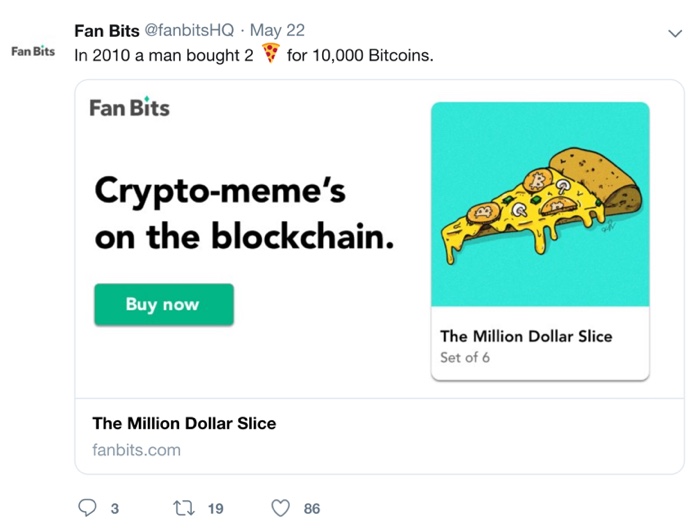 Fan Bits @fanbitsHQ · May 22
Fan Bits
In 2010 a man bought 2 🍕 for 10,000 Bitcoins.
Fan Bits
Crypto-meme's
on the blockchain.
Buy now
The Million Dollar Slice
Set of 6
The Million Dollar Slice
fanbits.com
3 19 86